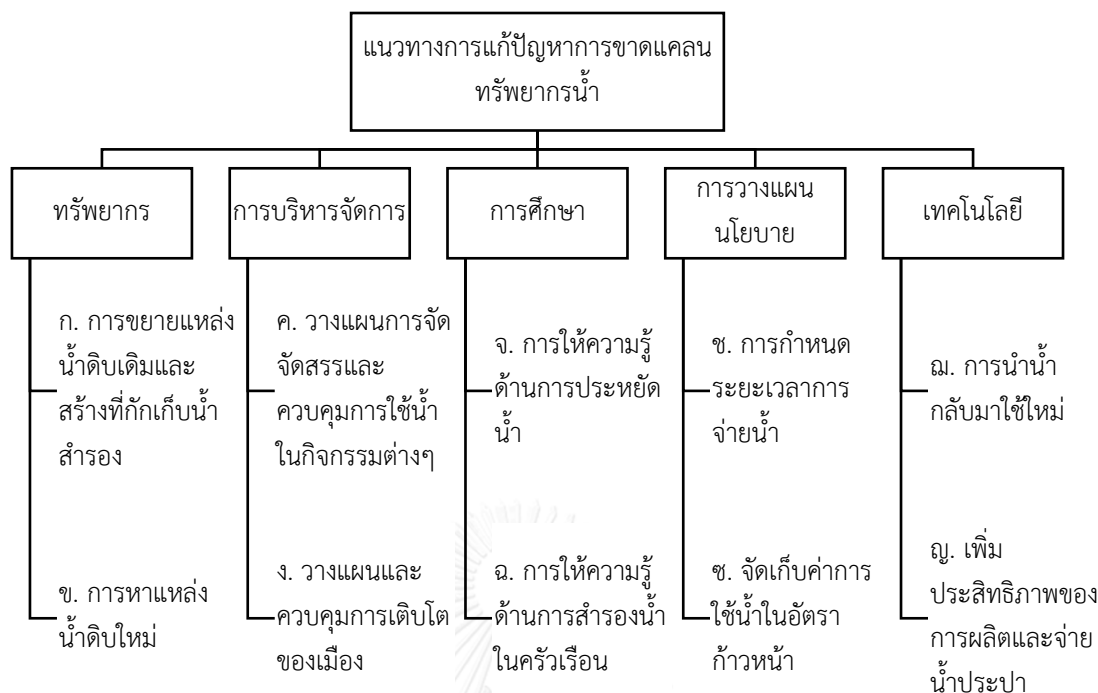 แนวทางการแก้ปัญหาการขาดแคลน
ทรัพยากรน้ำ
ทรัพยากร
ก. การขยายแหล่ง
น้ำดิบเดิมและ
สร้างที่กักเก็บน้ำ
สำรอง
ข. การหาแหล่ง
น้ำดิบใหม่
การบริหารจัดการ
ค. วางแผนการจัด
จัดสรรและ
ควบคุมการใช้น้ำ
ในกิจกรรมต่างๆ
ง. วางแผนและ
ควบคุมการเติบโต
ของเมือง
การศึกษา
จ. การให้ความรู้
ด้านการประหยัด
น้ำ
ฉ. การให้ความรู้
ด้านการสำรองน้ำ
ในครัวเรือน
การวางแผน
นโยบาย
ช. การกำหนด
ระยะเวลาการ
จ่ายน้ำ
ซ. จัดเก็บค่าการ
ใช้น้ำในอัตรา
ก้าวหน้า
เทคโนโลยี
ฌ. การนำน้ำ
กลับมาใช้ใหม่
ญ. เพิ่ม
ประสิทธิภาพของ
การผลิตและจ่าย
น้ำประปา